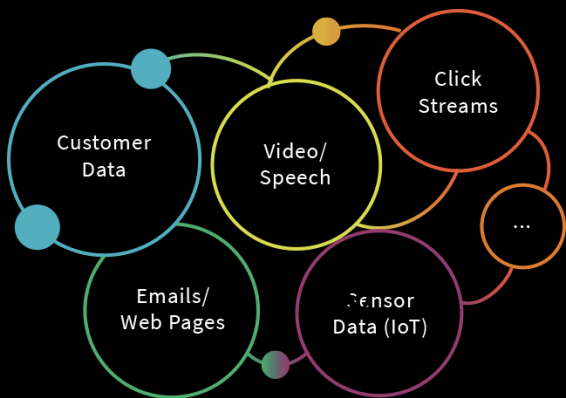 Click
Streams
Customer
Data
Video/
Speech
...
Emails/
Web Pages
Sensor
Data (IoT)